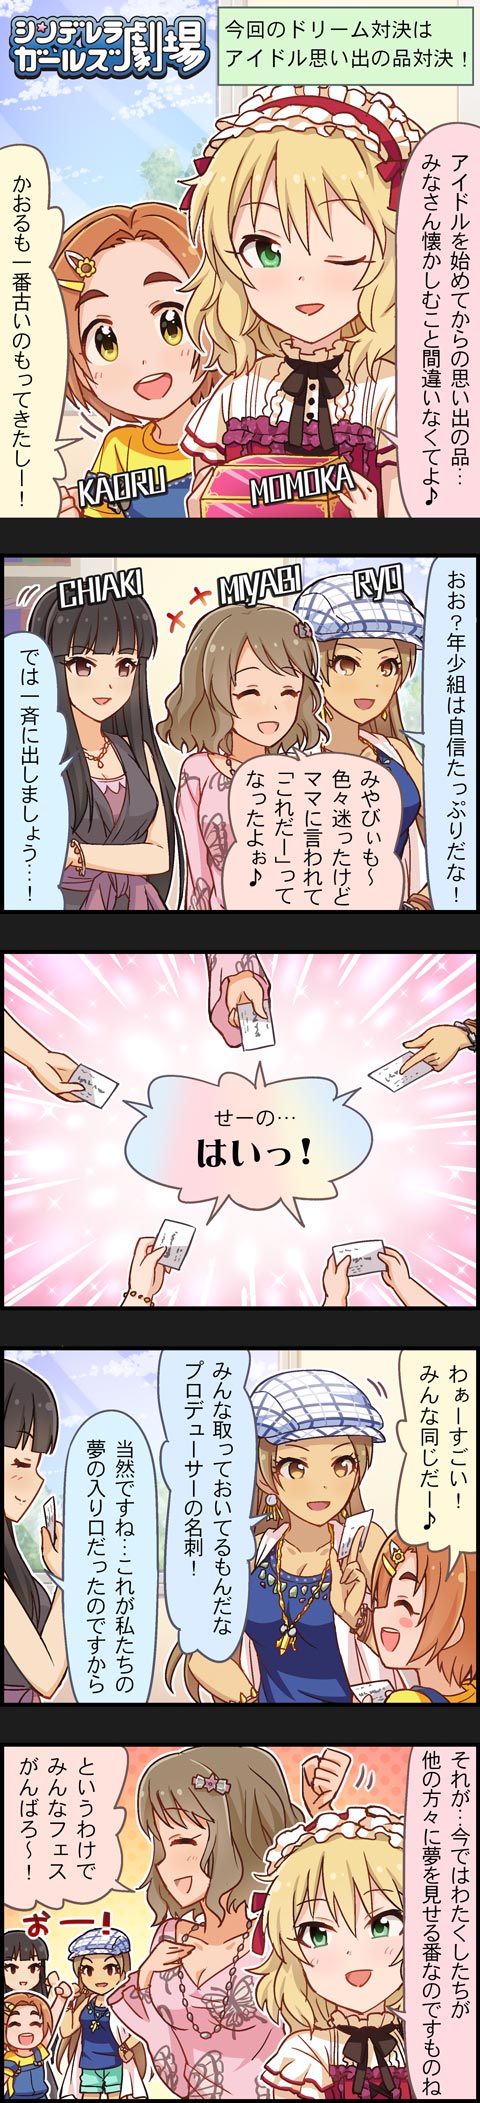 シンデレラ
ガールズ劇場
今回のドリーム対決は
アイドル思い出の品対決！
アイドルを始めてからの思い出の品…
みなさん懐かしむこと間違いなくてよ♪
かおるも一番古いのもってきたしー！
KAORU
MOMOKA
CHIAKI
MIYABI
RYO
おお？年少組は自信たっぷりだな！
みやびぃも〜
色々迷ったけど
ママに言われて
「これだー」って
なったよぉ♪
では一斉に出しましょう…！
せーの…
はいっ！
わぁーすごい！
みんな同じだー♪
みんな取っておいてるもんだな
プロデューサーの名刺！
当然ですね…これが私たちの
夢の入り口だったのですから
それが…今ではわたくしたちが
他の方々に夢を見せる番なのですものね
というわけで
みんなフェス
がんばろ〜！
おー！